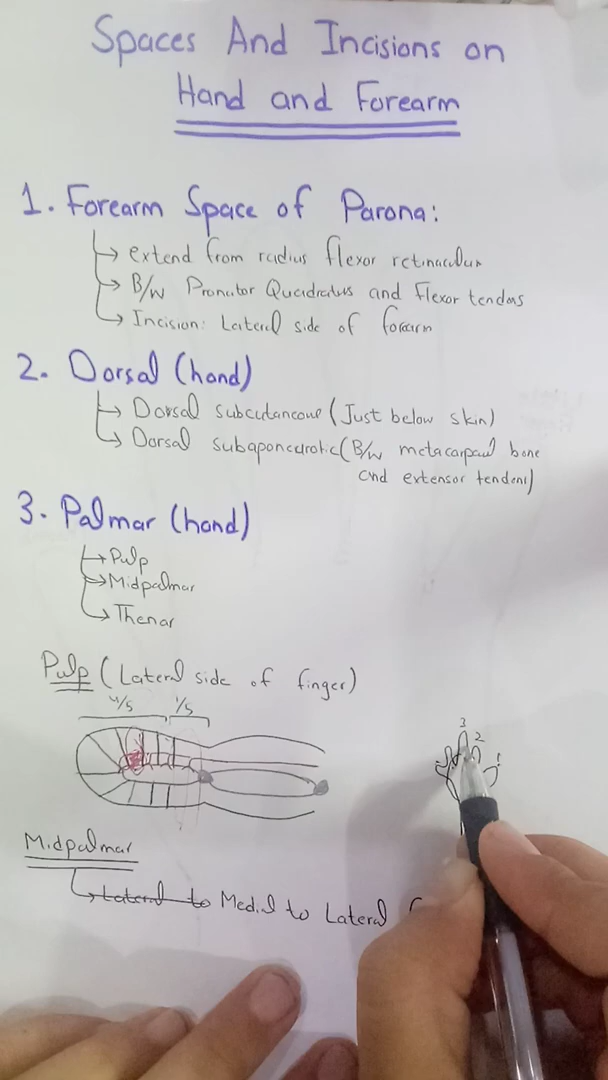 Spaces And Incisions on
Hand and Forearm
1. Forearm Space of Parona:
extend from radius flexor retinaculum
B/w Pronator Quadratus and Flexor tendons
Incision: Lateral side of forearm
2. Dorsal (hand)
Dorsal subcutaneous (Just below skin)
Dorsal subaponeurotic (B/w metacarpal bone
and extensor tendons)
3. Palmar (hand)
Pulp
Midpalmar
Thenar
Pulp (Lateral side of finger)
4/5 1/5
3
2
1
Midpalmar
Lateral to Medial to Lateral (